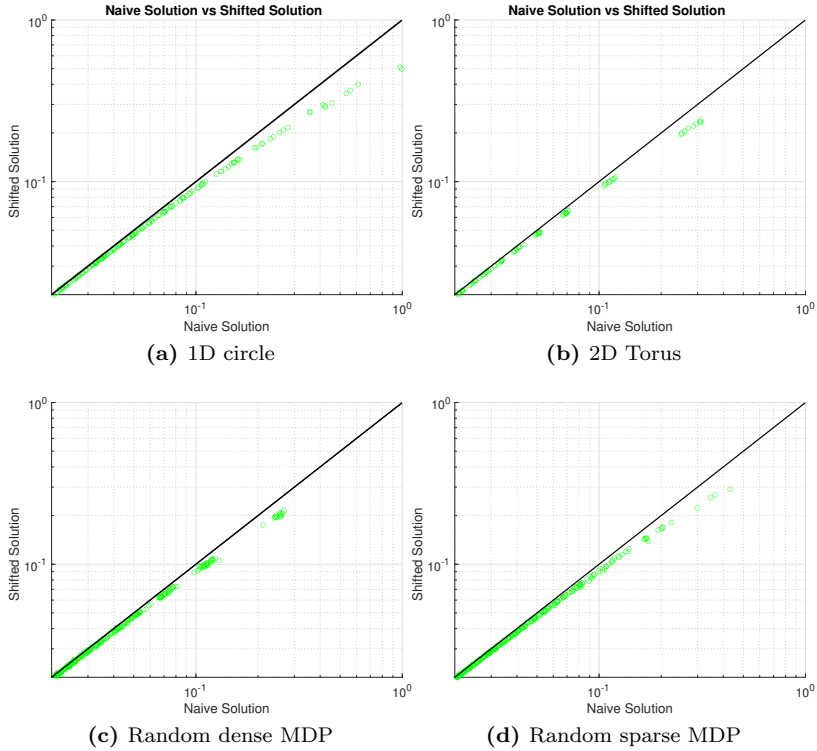 Naive Solution vs Shifted Solution
10^0
Shifted Solution
10^-1
10^-1
10^0
Naive Solution
(a) 1D circle
Naive Solution vs Shifted Solution
10^0
Shifted Solution
10^-1
10^-1
10^0
Naive Solution
(b) 2D Torus
10^0
Shifted Solution
10^-1
10^-1
10^0
Naive Solution
(c) Random dense MDP
10^0
Shifted Solution
10^-1
10^-1
10^0
Naive Solution
(d) Random sparse MDP